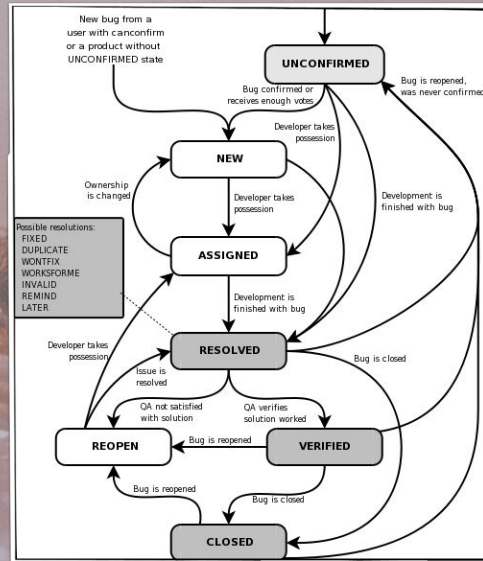 New bug from a
user with canconfirm
or a product without
UNCONFIRMED state
UNCONFIRMED
Bug is reopened,
was never confirmed
Bug confirmed or
receives enough votes
Developer takes
possession
NEW
Ownership
is changed
Developer takes
possession
Development is
finished with bug
Possible resolutions:
FIXED
DUPLICATE
WONTFIX
WORKSFORME
INVALID
REMIND
LATER
ASSIGNED
Development is
finished with bug
Developer takes
possession
RESOLVED
Issue is
resolved
Bug is closed
QA not satisfied
with solution
QA verifies
solution worked
REOPEN
Bug is reopened
VERIFIED
Bug is reopened
Bug is closed
CLOSED